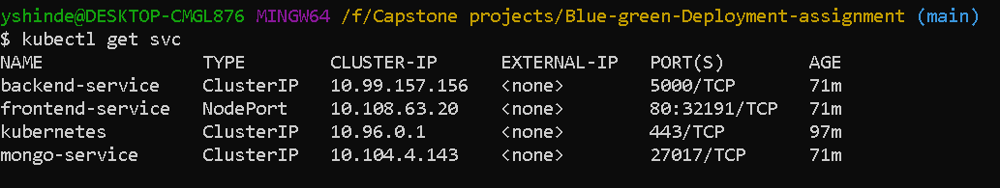 yshinde@DESKTOP-CMGL876 MINGW64 /f/Capstone projects/Blue-green-Deployment-assignment (main)
$ kubectl get svc
NAME               TYPE        CLUSTER-IP      EXTERNAL-IP   PORT(S)        AGE
backend-service    ClusterIP   10.99.157.156   <none>        5000/TCP       71m
frontend-service   NodePort    10.108.63.20    <none>        80:32191/TCP   71m
kubernetes         ClusterIP   10.96.0.1       <none>        443/TCP        97m
mongo-service      ClusterIP   10.104.4.143    <none>        27017/TCP      71m